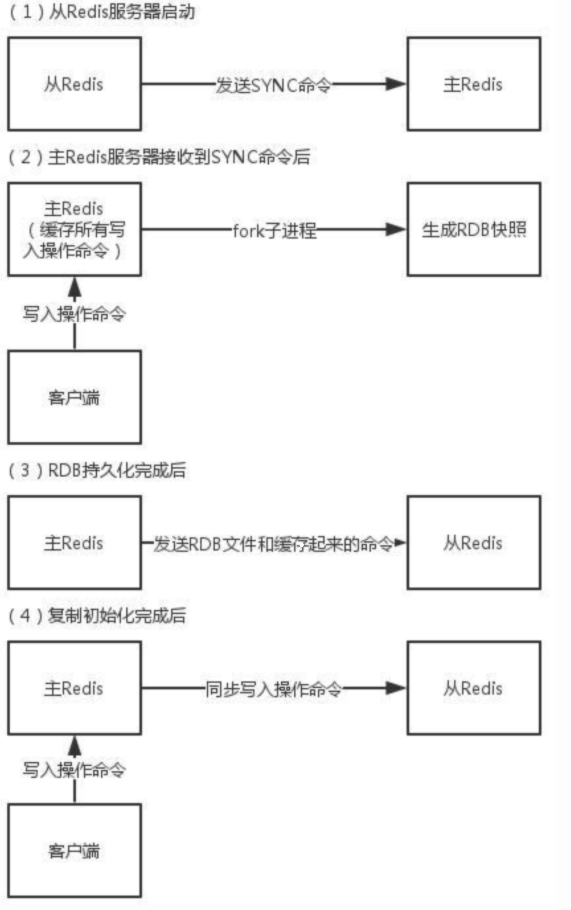 （1）从Redis服务器启动
从Redis
发送SYNC命令
主Redis
（2）主Redis服务器接收到SYNC命令后
主Redis
（缓存所有写
入操作命令）
fork子进程
生成RDB快照
写入操作命令
客户端
（3）RDB持久化完成后
主Redis
发送RDB文件和缓存起来的命令
从Redis
（4）复制初始化完成后
主Redis
同步写入操作命令
从Redis
写入操作命令
客户端